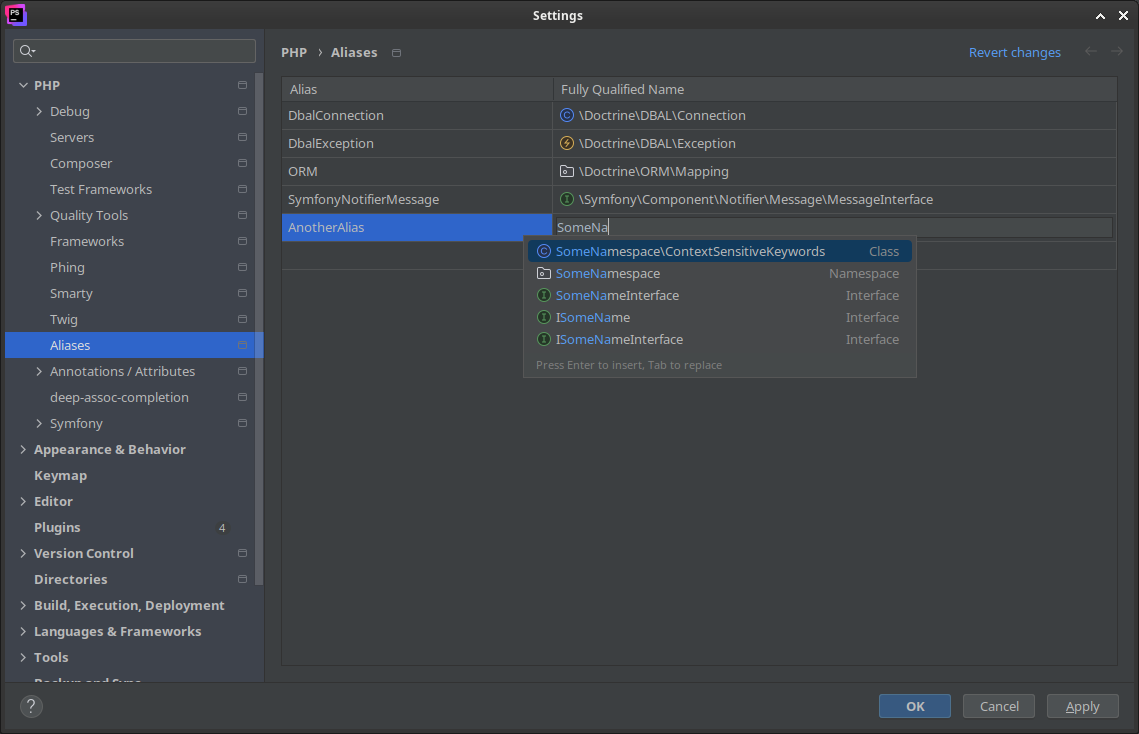 PS
Settings
PHP › Aliases
Revert changes
PHP
Debug
Servers
Composer
Test Frameworks
Quality Tools
Frameworks
Phing
Smarty
Twig
Aliases
Annotations / Attributes
deep-assoc-completion
Symfony
Appearance & Behavior
Keymap
Editor
Plugins 4
Version Control
Directories
Build, Execution, Deployment
Languages & Frameworks
Tools
Backup and Sync
Alias Fully Qualified Name
DbalConnection \Doctrine\DBAL\Connection
DbalException \Doctrine\DBAL\Exception
ORM \Doctrine\ORM\Mapping
SymfonyNotifierMessage \Symfony\Component\Notifier\Message\MessageInterface
AnotherAlias SomeNa
SomeNamespace\ContextSensitiveKeywords Class
SomeNamespace Namespace
SomeNameInterface Interface
ISomeName Interface
ISomeNameInterface Interface
Press Enter to insert, Tab to replace
?
OK Cancel Apply